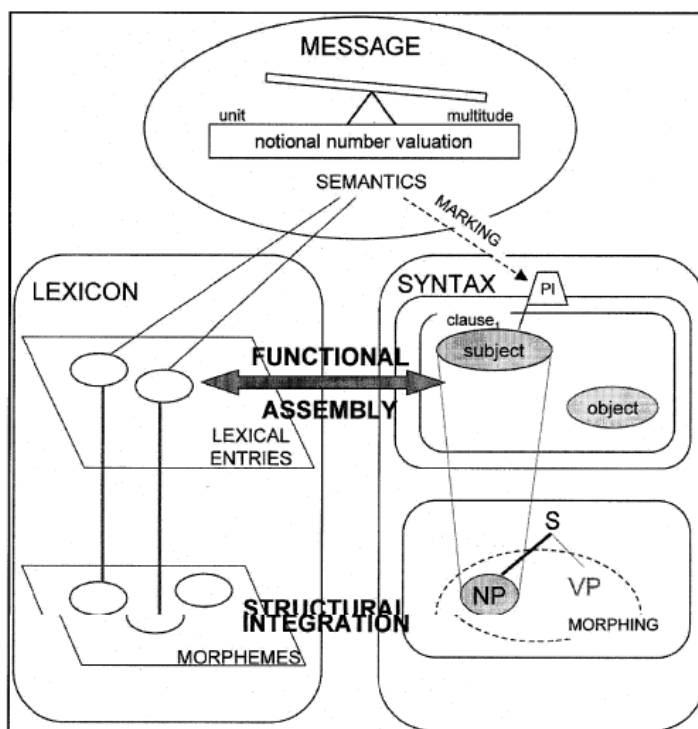 MESSAGE
unit
multitude
notional number valuation
SEMANTICS
MARKING
LEXICON
SYNTAX
PI
clause1
subject
FUNCTIONAL
ASSEMBLY
object
LEXICAL
ENTRIES
S
NP
VP
STRUCTURAL
INTEGRATION
MORPHING
MORPHEMES